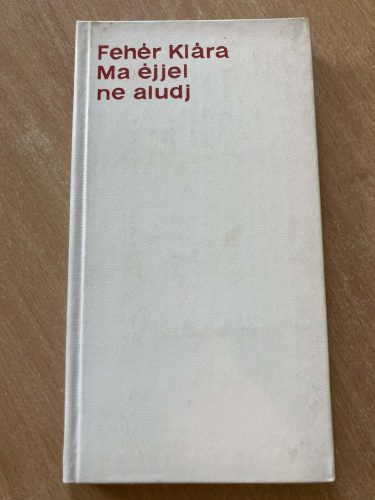 Fehér Klára
Ma éjjel
ne aludj